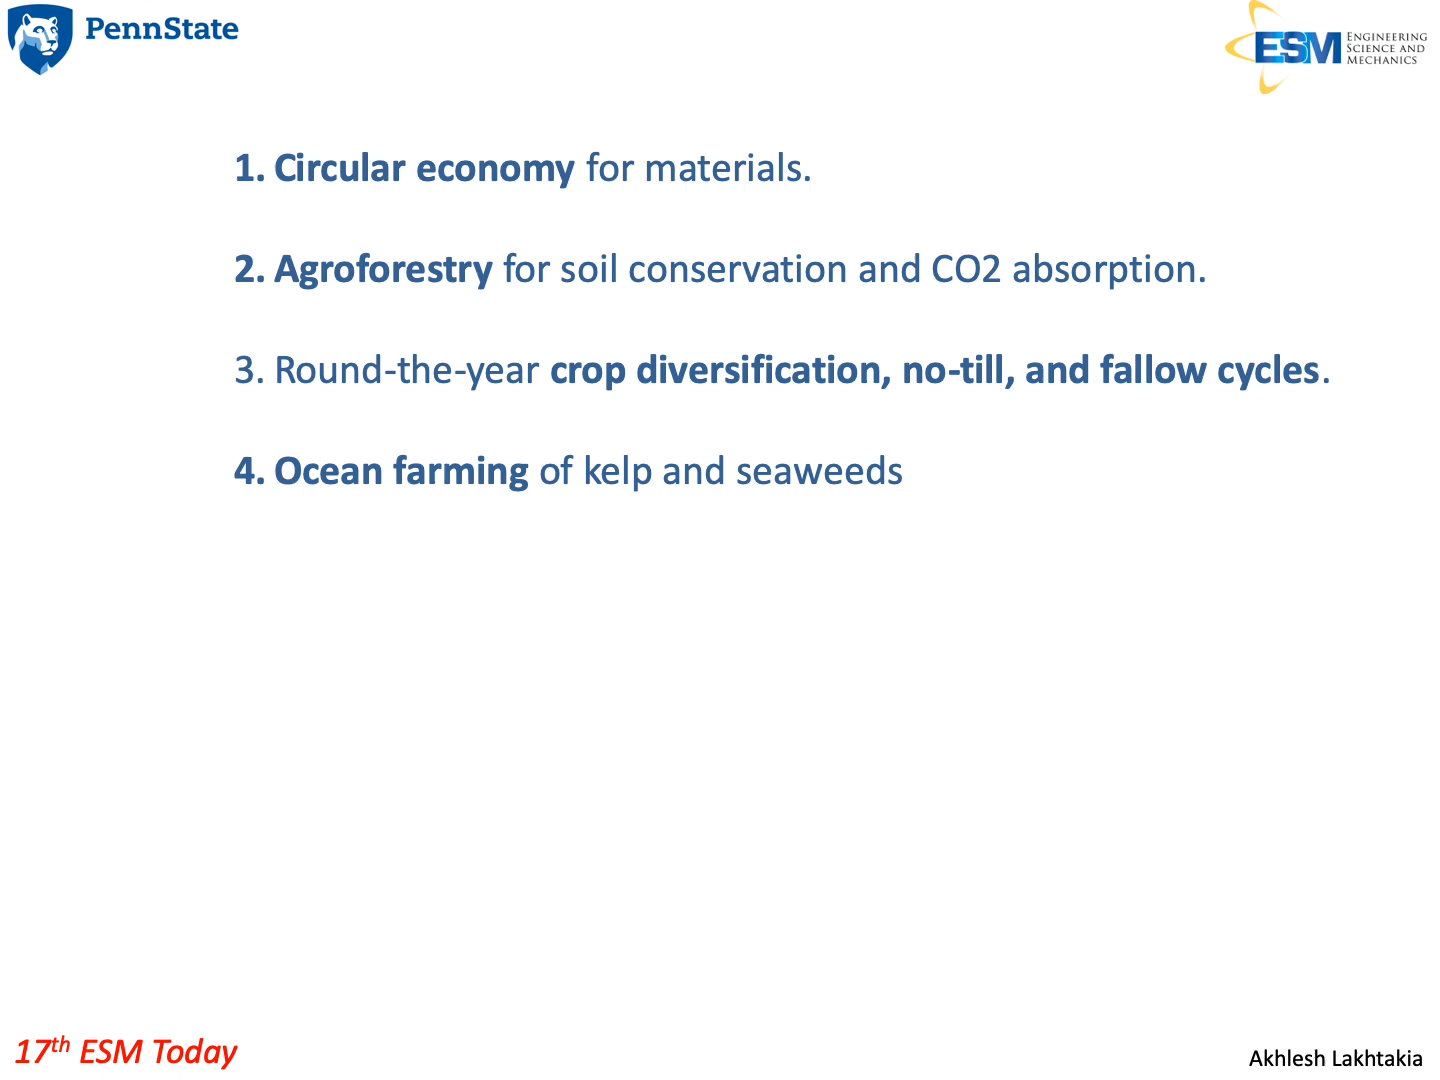 PennState
ESM ENGINEERING
SCIENCE AND
MECHANICS
1. Circular economy for materials.
2. Agroforestry for soil conservation and CO2 absorption.
3. Round-the-year crop diversification, no-till, and fallow cycles.
4. Ocean farming of kelp and seaweeds
17th ESM Today
Akhlesh Lakhtakia